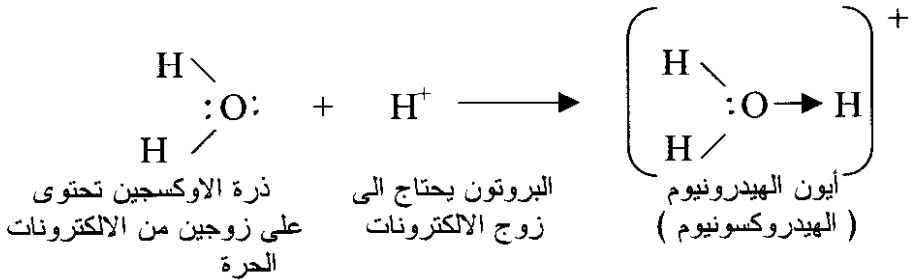 H :O: + H⁺ ⟶ [ H :O→H ]⁺
H H
ذرة الاوكسجين تحتوى
على زوجين من الالكترونات
الحرة
البروتون يحتاج الى
زوج الالكترونات
أيون الهيدرونيوم
( الهيدروكسونيوم )